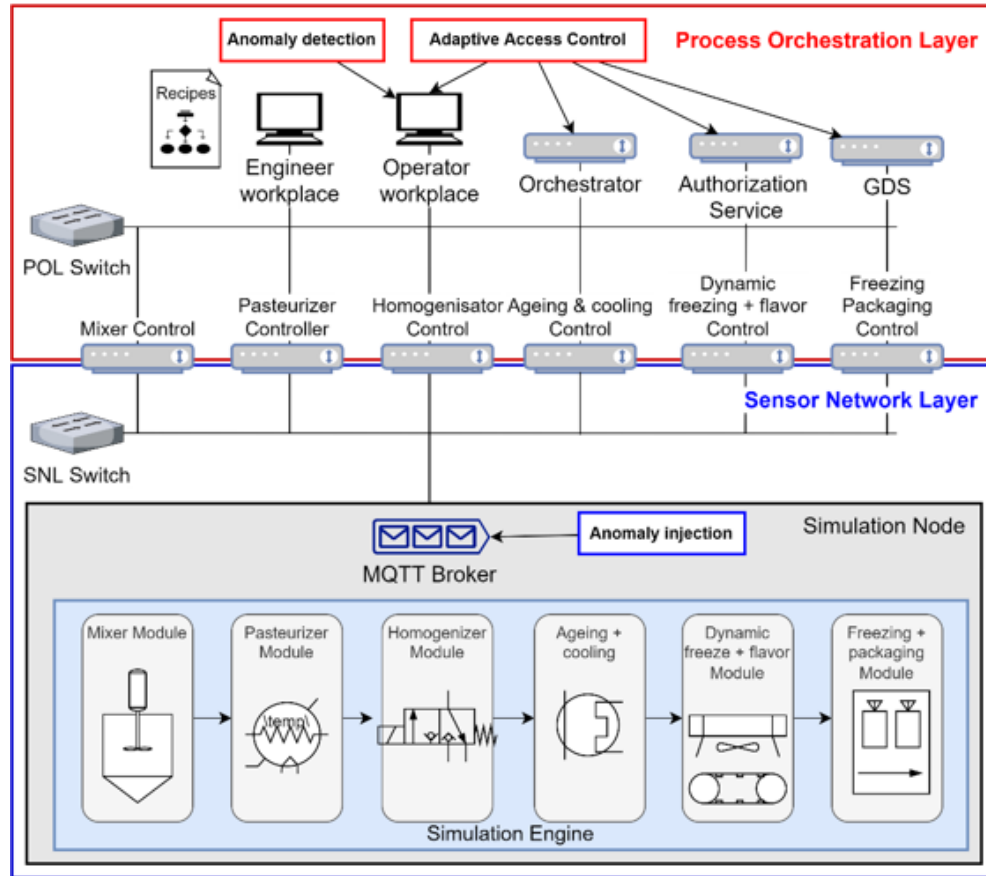 Process Orchestration Layer
Anomaly detection
Adaptive Access Control
Recipes
Engineer
workplace
Operator
workplace
Orchestrator
Authorization
Service
GDS
POL Switch
Mixer Control
Pasteurizer
Controller
Homogenisator
Control
Ageing & cooling
Control
Dynamic
freezing + flavor
Control
Freezing
Packaging
Control
Sensor Network Layer
SNL Switch
Simulation Node
Anomaly injection
MQTT Broker
Mixer Module
Pasteurizer
Module
\temp\
Homogenizer
Module
Ageing +
cooling
Dynamic
freeze + flavor
Module
Freezing +
packaging
Module
Simulation Engine